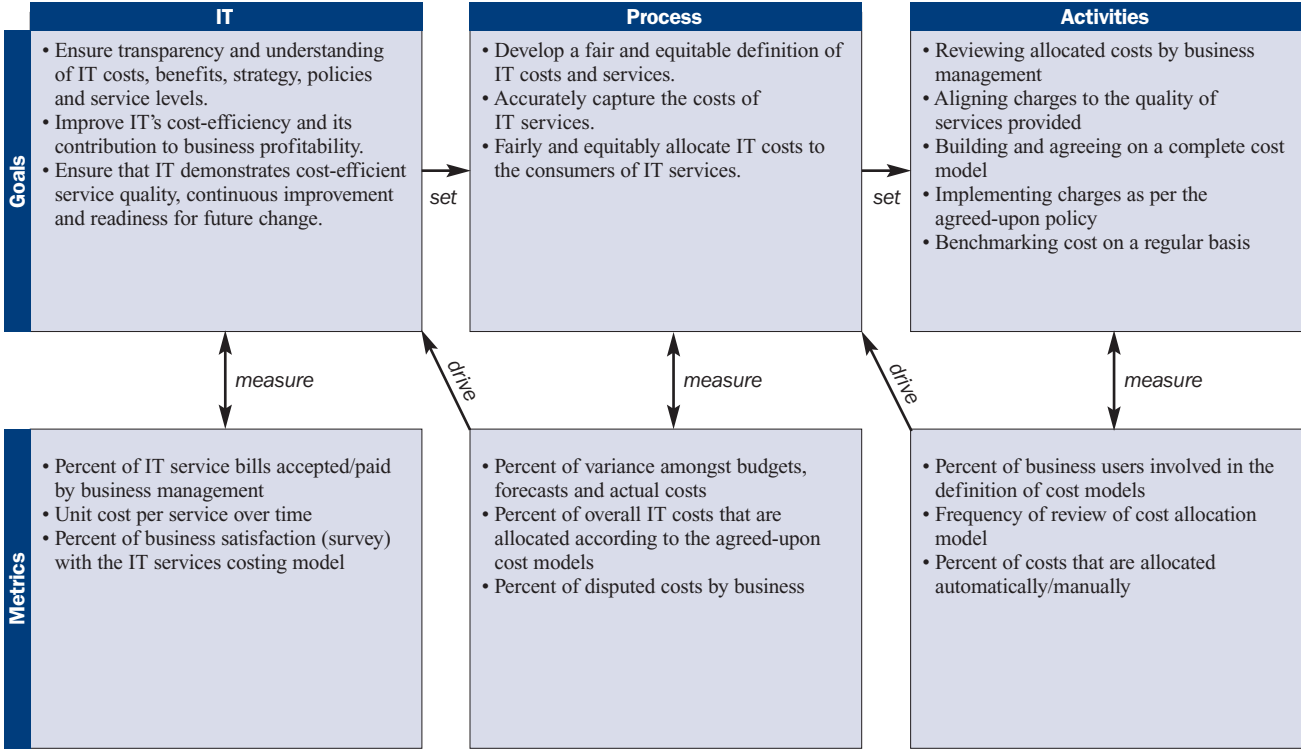 IT
Process
Activities
Goals
• Ensure transparency and understanding
of IT costs, benefits, strategy, policies
and service levels.
• Improve IT’s cost-efficiency and its
contribution to business profitability.
• Ensure that IT demonstrates cost-efficient
service quality, continuous improvement
and readiness for future change.
set
• Develop a fair and equitable definition of
IT costs and services.
• Accurately capture the costs of
IT services.
• Fairly and equitably allocate IT costs to
the consumers of IT services.
set
• Reviewing allocated costs by business
management
• Aligning charges to the quality of
services provided
• Building and agreeing on a complete cost
model
• Implementing charges as per the
agreed-upon policy
• Benchmarking cost on a regular basis
measure
drive
measure
drive
measure
Metrics
• Percent of IT service bills accepted/paid
by business management
• Unit cost per service over time
• Percent of business satisfaction (survey)
with the IT services costing model
• Percent of variance amongst budgets,
forecasts and actual costs
• Percent of overall IT costs that are
allocated according to the agreed-upon
cost models
• Percent of disputed costs by business
• Percent of business users involved in the
definition of cost models
• Frequency of review of cost allocation
model
• Percent of costs that are allocated
automatically/manually